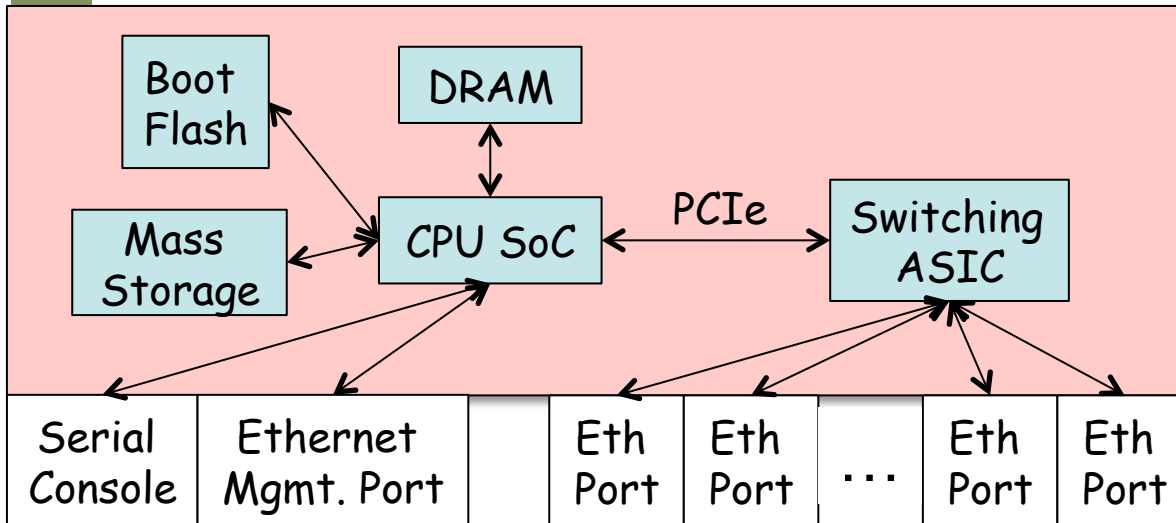 Boot
Flash
DRAM
Mass
Storage
CPU SoC
PCIe
Switching
ASIC
Serial
Console
Ethernet
Mgmt. Port
Eth
Port
Eth
Port
...
Eth
Port
Eth
Port